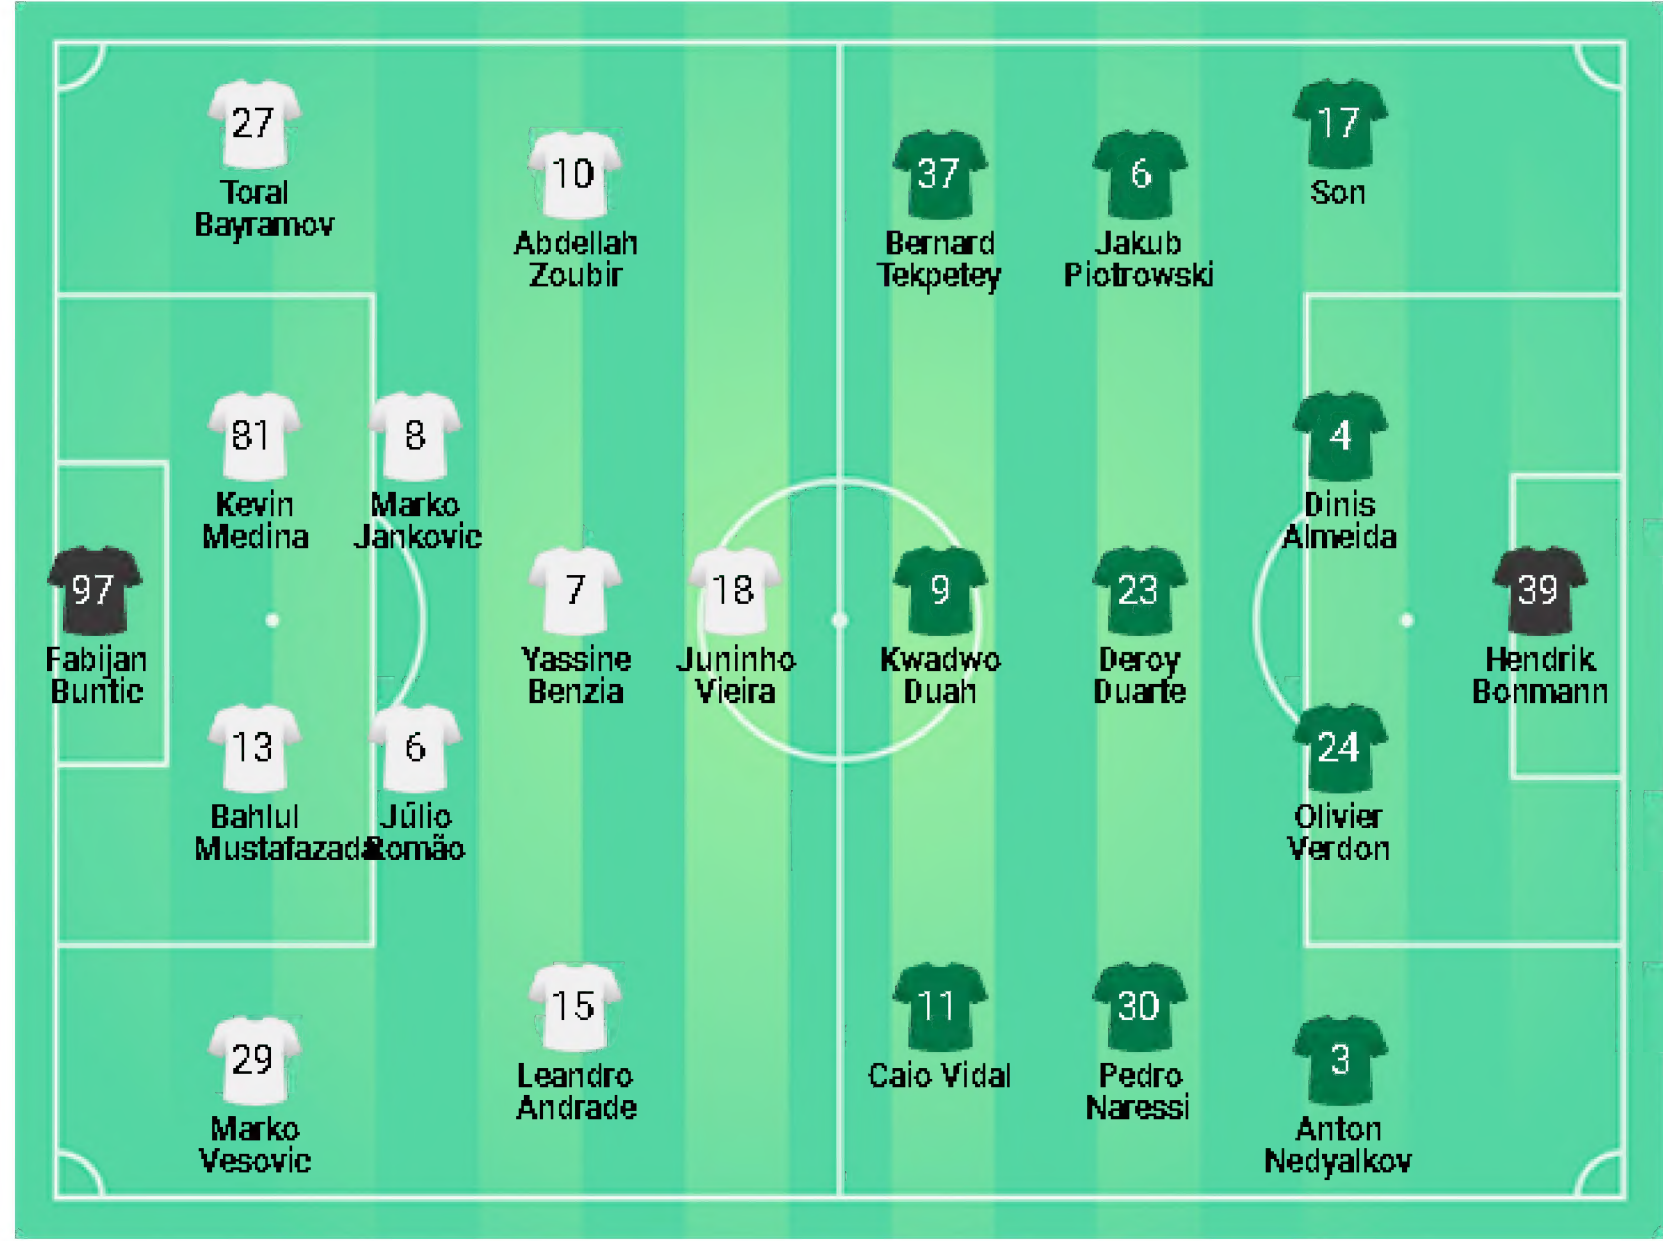 27
Toral
Bayramov
10
Abdellah
Zoubir
37
Bernard
Tekpetey
6
Jakub
Piotrowski
17
Son
81
Kevin
Medina
8
Marko
Jankovic
4
Dinis
Almeida
97
Fabijan
Buntic
7
Yassine
Benzia
18
Juninho
Vieira
9
Kwadwo
Duah
23
Deroy
Duarte
39
Hendrik
Bonmann
13
Bahlul
Mustafazada
6
Júlio
Romão
24
Olivier
Verdon
29
Marko
Vesovic
15
Leandro
Andrade
11
Caio Vidal
30
Pedro
Naressi
3
Anton
Nedyalkov